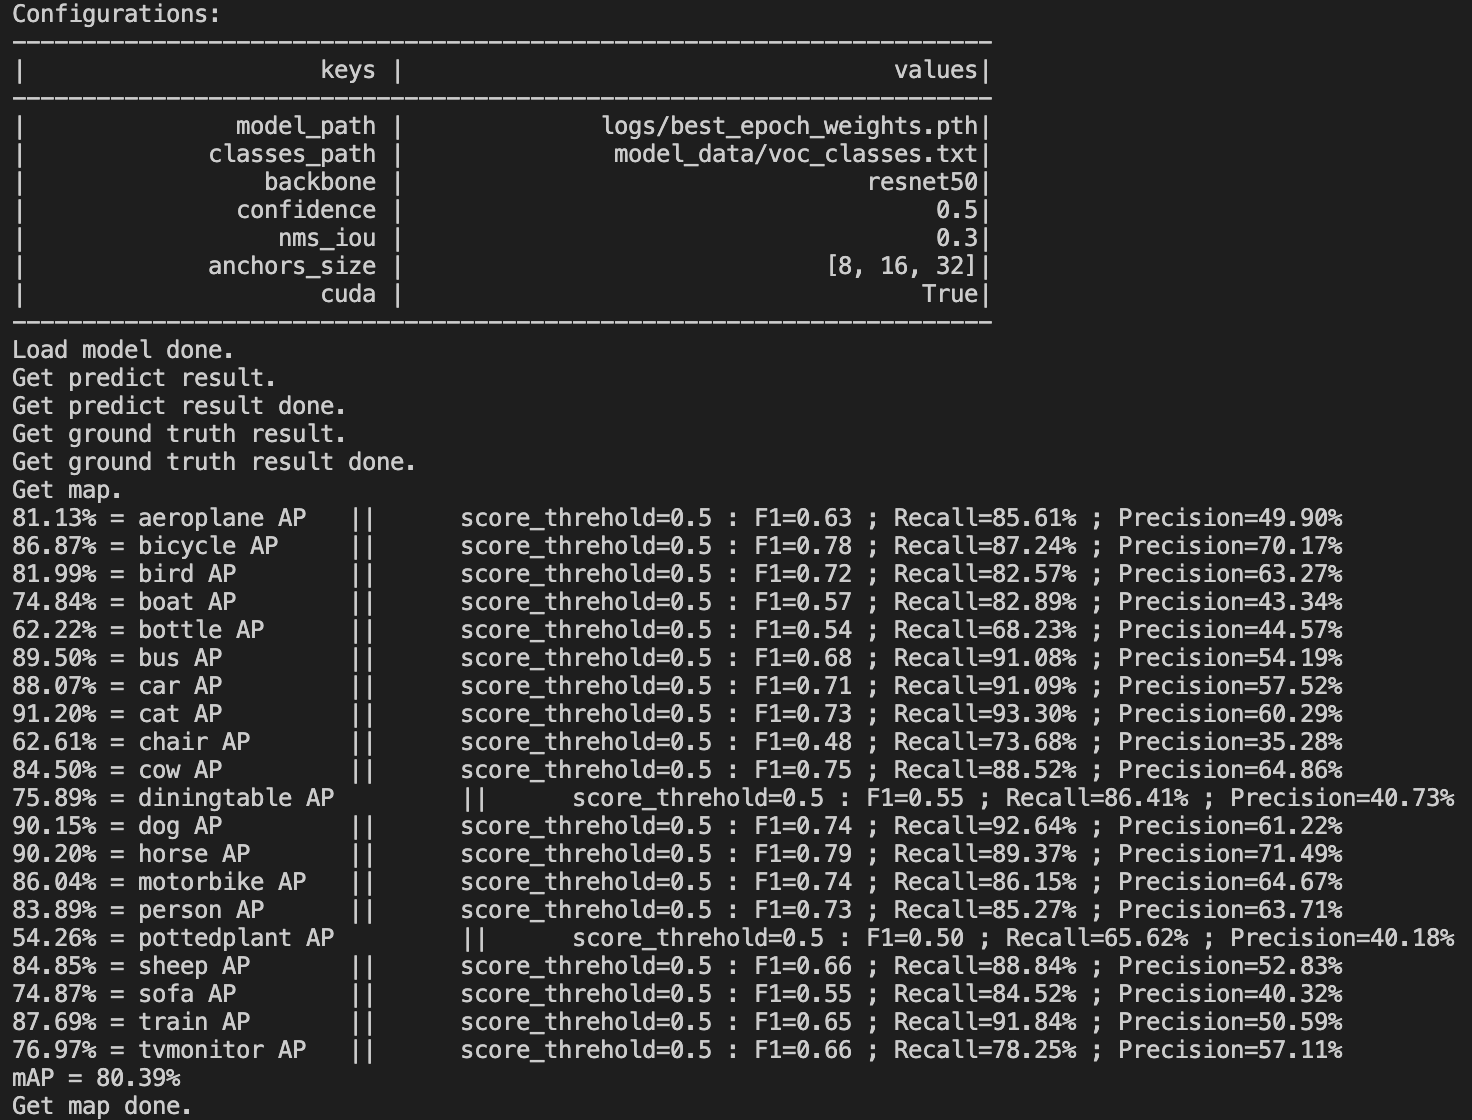 Configurations:
----------------------------------------------------------------------
|                     keys |                                   values|
----------------------------------------------------------------------
|               model_path |              logs/best_epoch_weights.pth|
|             classes_path |               model_data/voc_classes.txt|
|                 backbone |                                 resnet50|
|               confidence |                                      0.5|
|                  nms_iou |                                      0.3|
|             anchors_size |                              [8, 16, 32]|
|                     cuda |                                     True|
----------------------------------------------------------------------
Load model done.
Get predict result.
Get predict result done.
Get ground truth result.
Get ground truth result done.
Get map.
81.13% = aeroplane AP   ||      score_threhold=0.5 : F1=0.63 ; Recall=85.61% ; Precision=49.90%
86.87% = bicycle AP     ||      score_threhold=0.5 : F1=0.78 ; Recall=87.24% ; Precision=70.17%
81.99% = bird AP        ||      score_threhold=0.5 : F1=0.72 ; Recall=82.57% ; Precision=63.27%
74.84% = boat AP        ||      score_threhold=0.5 : F1=0.57 ; Recall=82.89% ; Precision=43.34%
62.22% = bottle AP      ||      score_threhold=0.5 : F1=0.54 ; Recall=68.23% ; Precision=44.57%
89.50% = bus AP         ||      score_threhold=0.5 : F1=0.68 ; Recall=91.08% ; Precision=54.19%
88.07% = car AP         ||      score_threhold=0.5 : F1=0.71 ; Recall=91.09% ; Precision=57.52%
91.20% = cat AP         ||      score_threhold=0.5 : F1=0.73 ; Recall=93.30% ; Precision=60.29%
62.61% = chair AP       ||      score_threhold=0.5 : F1=0.48 ; Recall=73.68% ; Precision=35.28%
84.50% = cow AP         ||      score_threhold=0.5 : F1=0.75 ; Recall=88.52% ; Precision=64.86%
75.89% = diningtable AP         ||      score_threhold=0.5 : F1=0.55 ; Recall=86.41% ; Precision=40.73%
90.15% = dog AP         ||      score_threhold=0.5 : F1=0.74 ; Recall=92.64% ; Precision=61.22%
90.20% = horse AP       ||      score_threhold=0.5 : F1=0.79 ; Recall=89.37% ; Precision=71.49%
86.04% = motorbike AP   ||      score_threhold=0.5 : F1=0.74 ; Recall=86.15% ; Precision=64.67%
83.89% = person AP      ||      score_threhold=0.5 : F1=0.73 ; Recall=85.27% ; Precision=63.71%
54.26% = pottedplant AP         ||      score_threhold=0.5 : F1=0.50 ; Recall=65.62% ; Precision=40.18%
84.85% = sheep AP       ||      score_threhold=0.5 : F1=0.66 ; Recall=88.84% ; Precision=52.83%
74.87% = sofa AP        ||      score_threhold=0.5 : F1=0.55 ; Recall=84.52% ; Precision=40.32%
87.69% = train AP       ||      score_threhold=0.5 : F1=0.65 ; Recall=91.84% ; Precision=50.59%
76.97% = tvmonitor AP   ||      score_threhold=0.5 : F1=0.66 ; Recall=78.25% ; Precision=57.11%
mAP = 80.39%
Get map done.